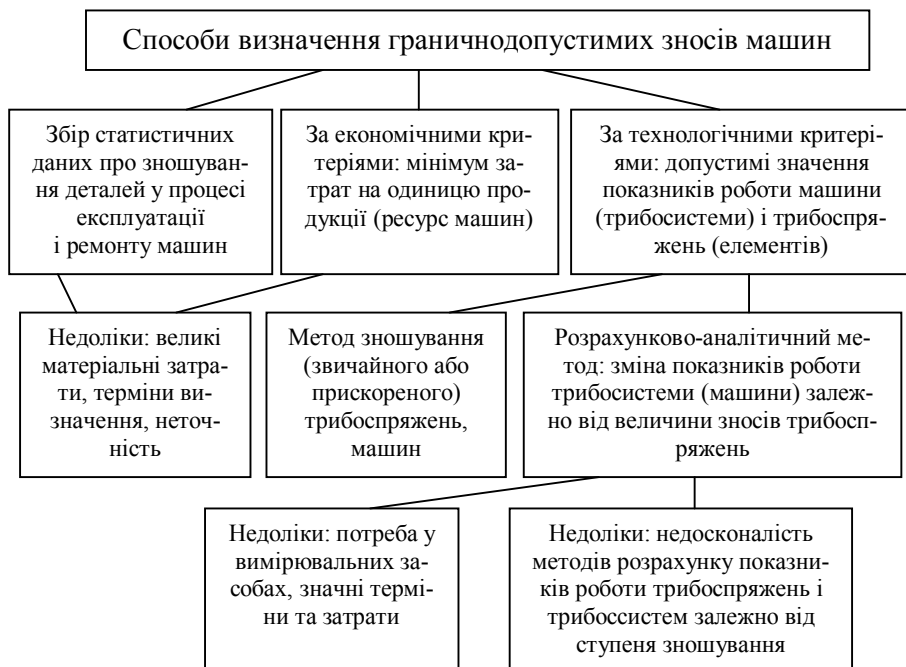 Способи визначення граничнодопустимих зносів машин
Збір статистичних
даних про зношуван-
ня деталей у процесі
експлуатації
і ремонту машин
За економічними кри-
теріями: мінімум за-
трат на одиницю про-
дукції (ресурс машин)
За технологічними критері-
ями: допустимі значення
показників роботи машини
(трибосистеми) і трибоспря-
жень (елементів)
Недоліки: великі
матеріальні затра-
ти, терміни ви-
значення, неточ-
ність
Метод зношування
(звичайного або
прискореного)
трибоспряжень,
машин
Розрахунково-аналітичний ме-
тод: зміна показників роботи
трибосистеми (машини) залеж-
но від величини зносів трибосп-
ряжень
Недоліки: потреба у
вимірювальних за-
собах, значні термі-
ни та затрати
Недоліки: недосконалість
методів розрахунку показни-
ків роботи трибоспряжень і
трибоссистем залежно від
ступеня зношування